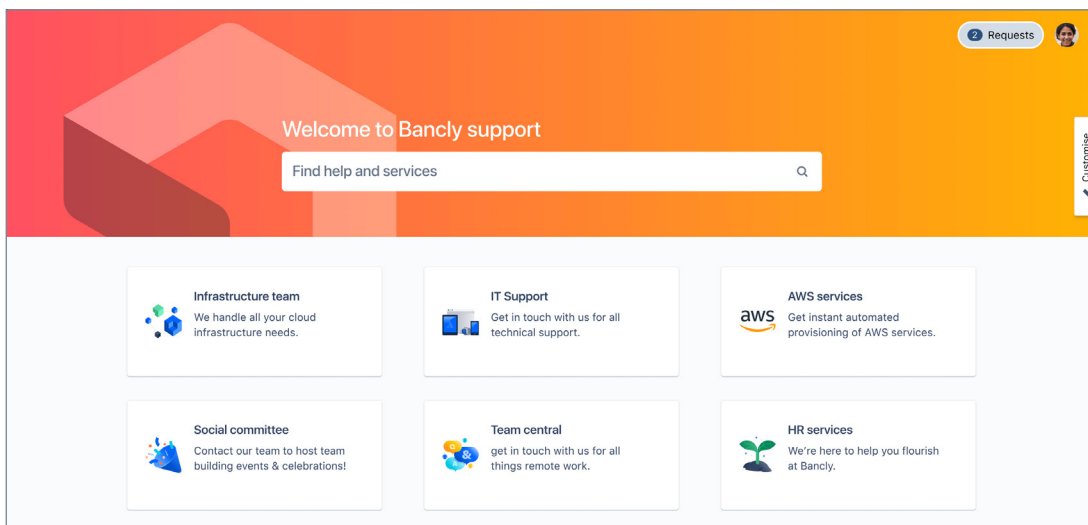 2 Requests
Customise
Welcome to Bancly support
Find help and services
Infrastructure team
We handle all your cloud
infrastructure needs.
IT Support
Get in touch with us for all
technical support.
aws
AWS services
Get instant automated
provisioning of AWS services.
Social committee
Contact our team to host team
building events & celebrations!
&
Team central
get in touch with us for all
things remote work.
HR services
We're here to help you flourish
at Bancly.